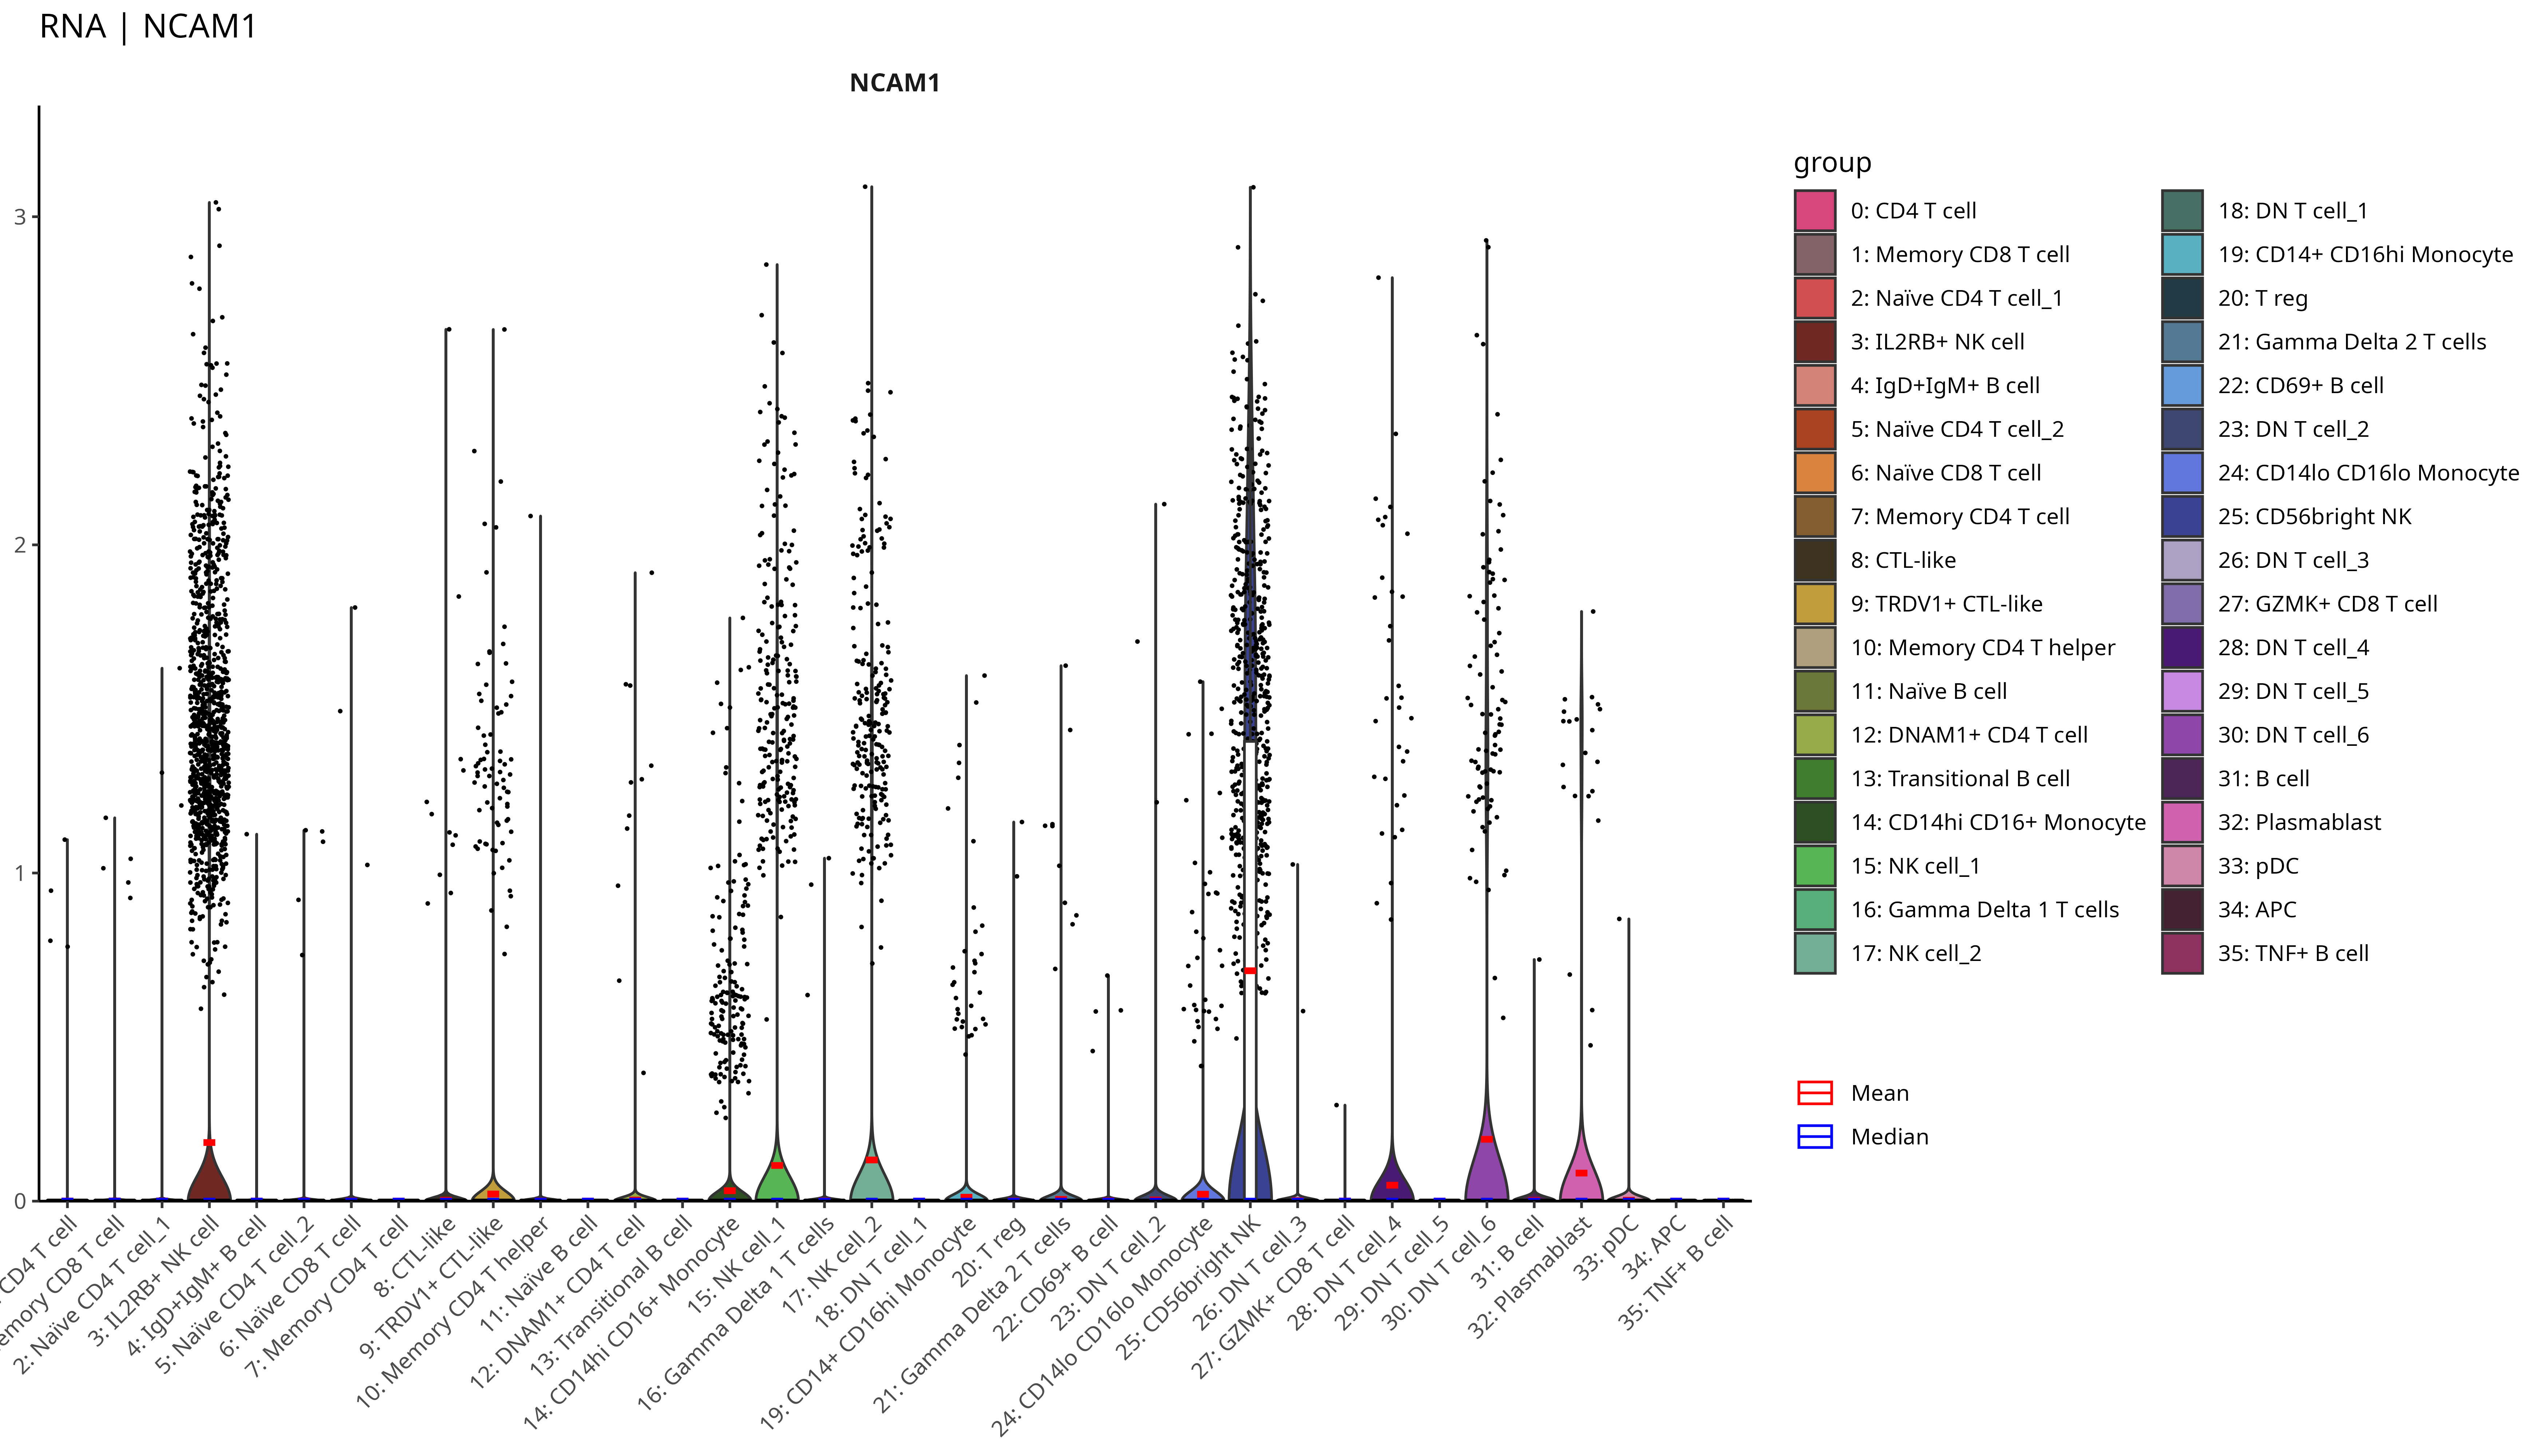 RNA | NCAM1
NCAM1
3
2
1
0
CD4 T cell
CD8 T cell
2: Naïve CD4 T cell_1
3: IL2RB+ NK cell
4: IgD+IgM+ B cell
5: Naïve CD4 T cell_2
6: Naïve CD8 T cell
7: Memory CD4 T cell
8: CTL-like
9: TRDV1+ CTL-like
10: Memory CD4 T helper
11: Naïve B cell
12: DNAM1+ CD4 T cell
13: Transitional B cell
14: CD14hi CD16+ Monocyte
15: NK cell_1
16: Gamma Delta 1 T cells
17: NK cell_2
18: DN T cell_1
19: CD14+ CD16hi Monocyte
20: T reg
21: Gamma Delta 2 T cells
22: CD69+ B cell
23: DN T cell_2
24: CD14lo CD16lo Monocyte
25: CD56bright NK
26: DN T cell_3
27: GZMK+ CD8 T cell
28: DN T cell_4
29: DN T cell_5
30: DN T cell_6
31: B cell
32: Plasmablast
33: pDC
34: APC
35: TNF+ B cell
group
0: CD4 T cell
1: Memory CD8 T cell
2: Naïve CD4 T cell_1
3: IL2RB+ NK cell
4: IgD+IgM+ B cell
5: Naïve CD4 T cell_2
6: Naïve CD8 T cell
7: Memory CD4 T cell
8: CTL-like
9: TRDV1+ CTL-like
10: Memory CD4 T helper
11: Naïve B cell
12: DNAM1+ CD4 T cell
13: Transitional B cell
14: CD14hi CD16+ Monocyte
15: NK cell_1
16: Gamma Delta 1 T cells
17: NK cell_2
18: DN T cell_1
19: CD14+ CD16hi Monocyte
20: T reg
21: Gamma Delta 2 T cells
22: CD69+ B cell
23: DN T cell_2
24: CD14lo CD16lo Monocyte
25: CD56bright NK
26: DN T cell_3
27: GZMK+ CD8 T cell
28: DN T cell_4
29: DN T cell_5
30: DN T cell_6
31: B cell
32: Plasmablast
33: pDC
34: APC
35: TNF+ B cell
Mean
Median